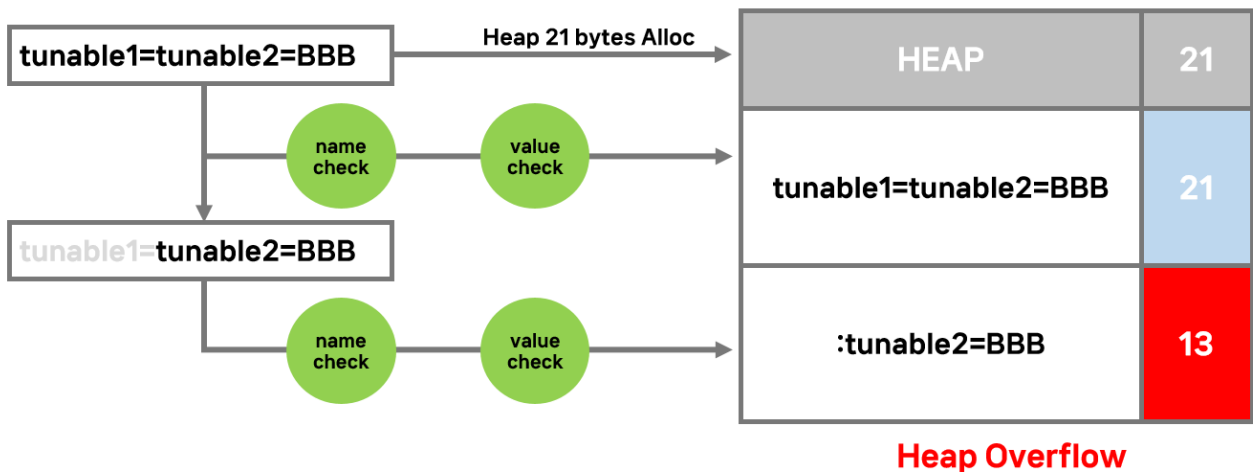 tunable1=tunable2=BBB
Heap 21 bytes Alloc
HEAP
21
name
check
value
check
tunable1=tunable2=BBB
21
tunable1=tunable2=BBB
name
check
value
check
:tunable2=BBB
13
Heap Overflow